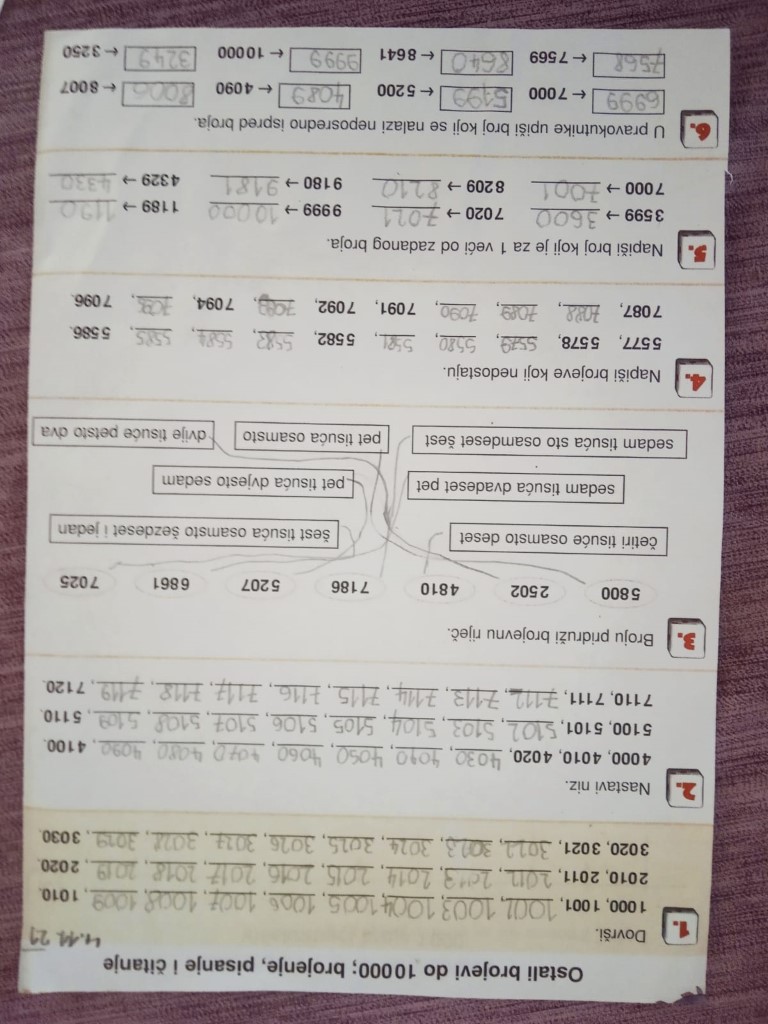 Ostali brojevi do 10000; brojenje, pisanje i čitanje
4.11.21
1. Dovrši.
1000, 1001, 1002, 1003, 1004, 1005, 1006, 1007, 1008, 1009, 1010.
2010, 2011, 2012, 2013, 2014, 2015, 2016, 2017, 2018, 2019, 2020.
3020, 3021, 3022, 3023, 3024, 3025, 3026, 3027, 3028, 3029, 3030.
2. Nastavi niz.
4000, 4010, 4020, 4030, 4040, 4050, 4060, 4070, 4080, 4090, 4100.
5100, 5101, 5102, 5103, 5104, 5105, 5106, 5107, 5108, 5109, 5110.
7110, 7111, 7112, 7113, 7114, 7115, 7116, 7117, 7118, 7119, 7120.
3. Broju pridruži brojevnu riječ.
5800 2502 4810 7186 5207 6861 7025
četiri tisuće osamsto deset šest tisuća osamsto šezdeset i jedan
sedam tisuća dvadeset pet pet tisuća dvjesto sedam
sedam tisuća sto osamdeset šest pet tisuća osamsto dvije tisuće petsto dva
4. Napiši brojeve koji nedostaju.
5577, 5578, 5579, 5580, 5581, 5582, 5583, 5584, 5585, 5586.
7087, 7088, 7089, 7090, 7091, 7092, 7093, 7094, 7095, 7096.
5. Napiši broj koji je za 1 veći od zadanog broja.
3599 → 3600 7020 → 7021 9999 → 10000 1189 → 1190
7000 → 7001 8209 → 8210 9180 → 9181 4329 → 4330
6. U pravokutnike upiši broj koji se nalazi neposredno ispred broja.
6999 ← 7000 5199 ← 5200 4089 ← 4090 8006 ← 8007
7568 ← 7569 8640 ← 8641 9999 ← 10000 3249 ← 3250